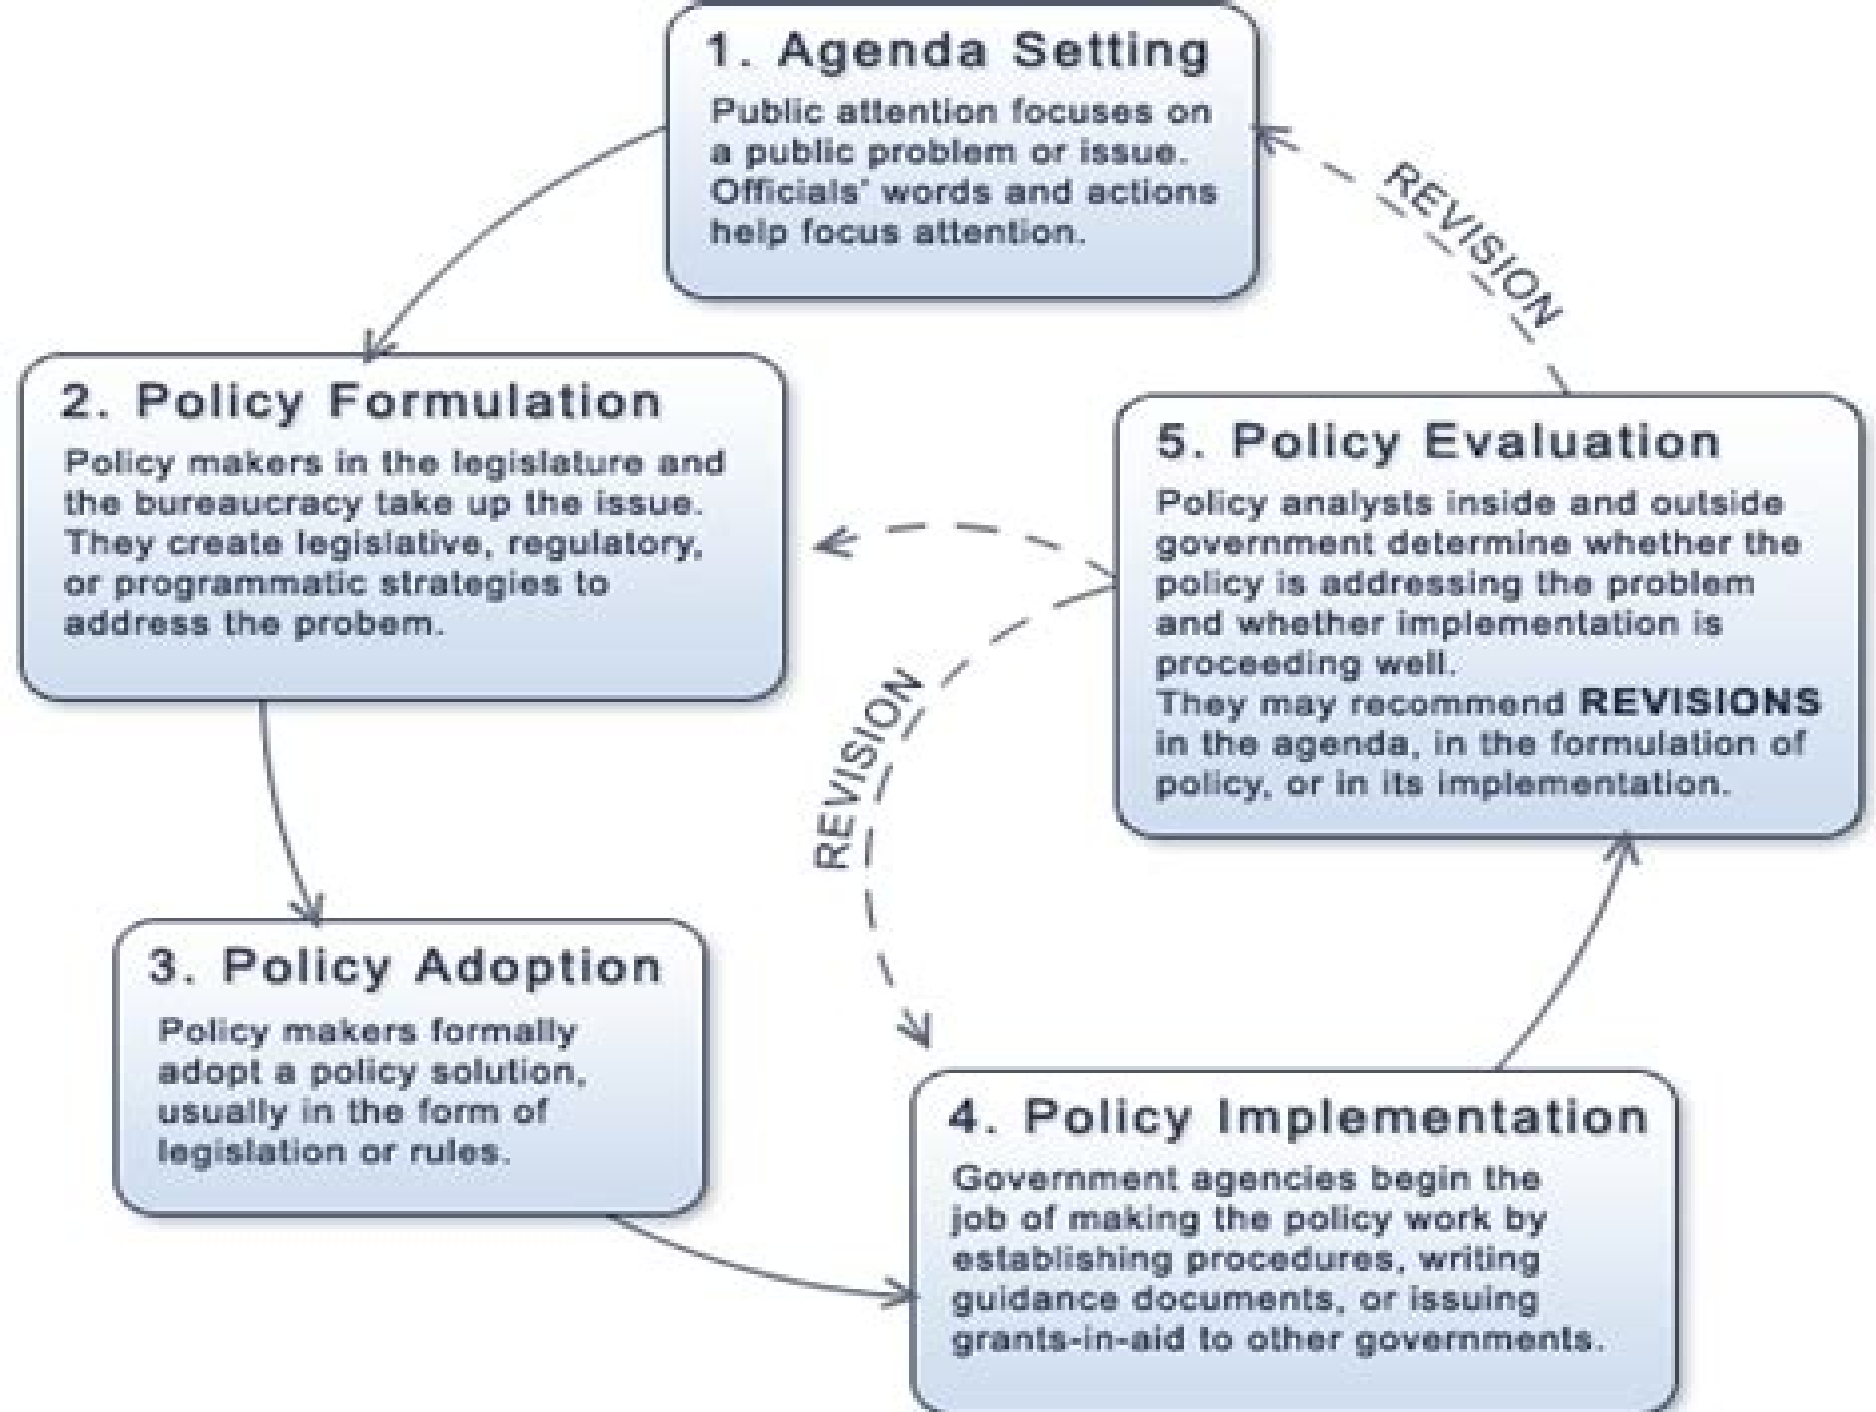 1. Agenda Setting
Public attention focuses on
a public problem or issue.
Officials' words and actions
help focus attention.
REVISION
2. Policy Formulation
Policy makers in the legislature and
the bureaucracy take up the issue.
They create legislative, regulatory,
or programmatic strategies to
address the probem.
5. Policy Evaluation
Policy analysts inside and outside
government determine whether the
policy is addressing the problem
and whether implementation is
proceeding well.
They may recommend REVISIONS
in the agenda, in the formulation of
policy, or in its implementation.
REVISION
3. Policy Adoption
Policy makers formally
adopt a policy solution,
usually in the form of
legislation or rules.
4. Policy Implementation
Government agencies begin the
job of making the policy work by
establishing procedures, writing
guidance documents, or issuing
grants-in-aid to other governments.